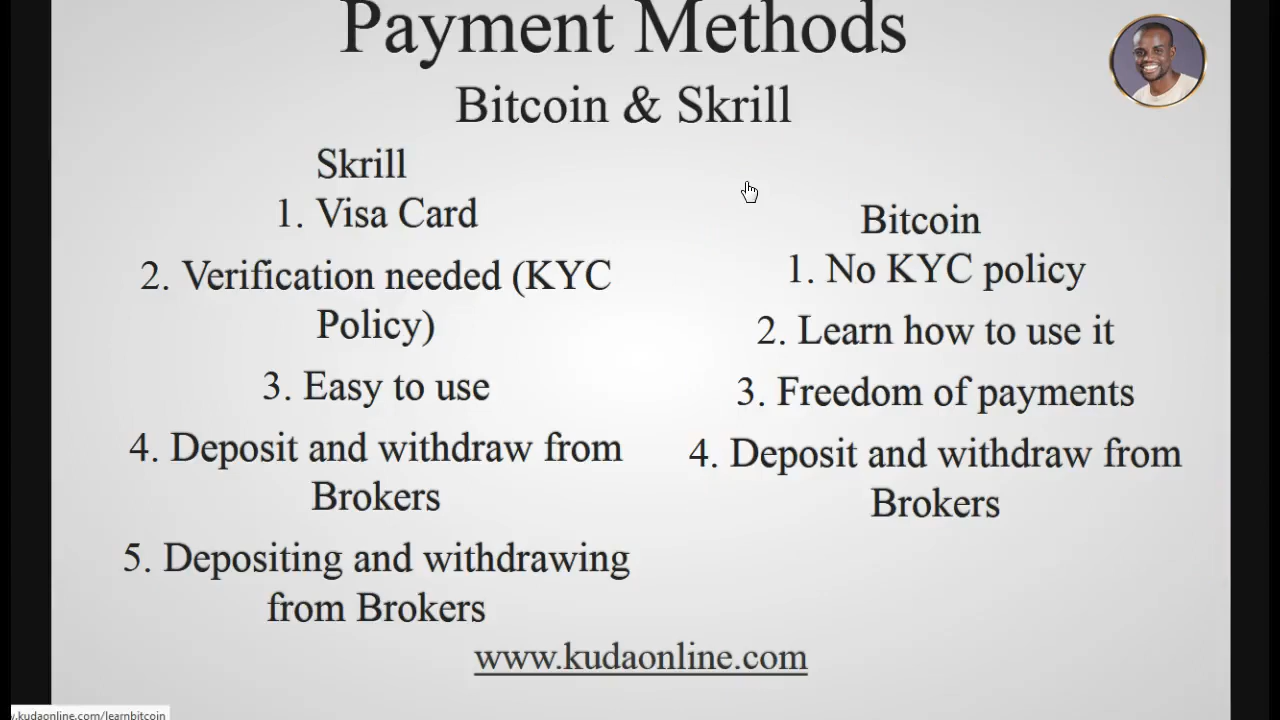 Payment Methods
Bitcoin & Skrill
Skrill
1. Visa Card
2. Verification needed (KYC
Policy)
3. Easy to use
4. Deposit and withdraw from
Brokers
5. Depositing and withdrawing
from Brokers
Bitcoin
1. No KYC policy
2. Learn how to use it
3. Freedom of payments
4. Deposit and withdraw from
Brokers
www.kudaonline.com
.kudaonline.com/learnbitcoin